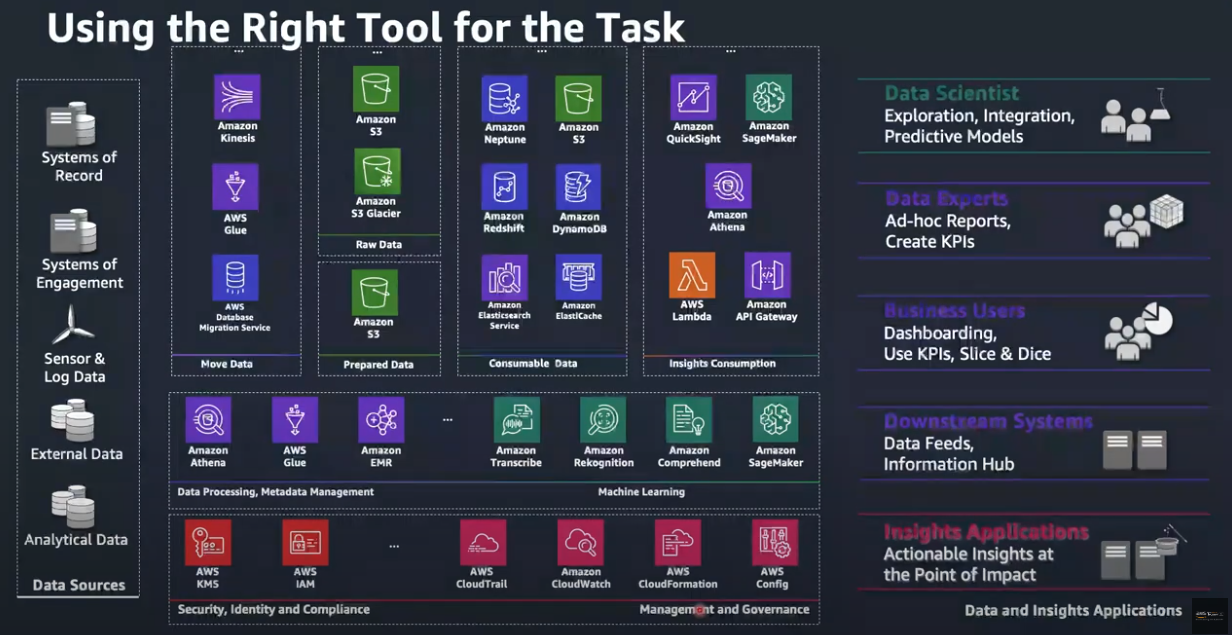 Using the Right Tool for the Task
Systems of
Record
Systems of
Engagement
Sensor &
Log Data
External Data
Analytical Data
Data Sources
...
Amazon
Kinesis
AWS
Glue
AWS
Database
Migration Service
Move Data
...
Amazon
S3
Amazon
S3 Glacier
Raw Data
Amazon
S3
Prepared Data
...
Amazon
Neptune
Amazon
S3
Amazon
Redshift
Amazon
DynamoDB
Amazon
Elasticsearch
Service
Amazon
ElastiCache
Consumable Data
...
Amazon
QuickSight
Amazon
SageMaker
Amazon
Athena
AWS
Lambda
Amazon
API Gateway
Insights Consumption
Amazon
Athena
AWS
Glue
Amazon
EMR
...
Amazon
Transcribe
Amazon
Rekognition
Amazon
Comprehend
Amazon
SageMaker
Data Processing, Metadata Management
Machine Learning
AWS
KMS
AWS
IAM
...
AWS
CloudTrail
Amazon
CloudWatch
AWS
CloudFormation
AWS
Config
Security, Identity and Compliance
Management and Governance
Data Scientist
Exploration, Integration,
Predictive Models
Data Experts
Ad-hoc Reports,
Create KPIs
Business Users
Dashboarding,
Use KPIs, Slice & Dice
Downstream Systems
Data Feeds,
Information Hub
Insights Applications
Actionable Insights at
the Point of Impact
Data and Insights Applications